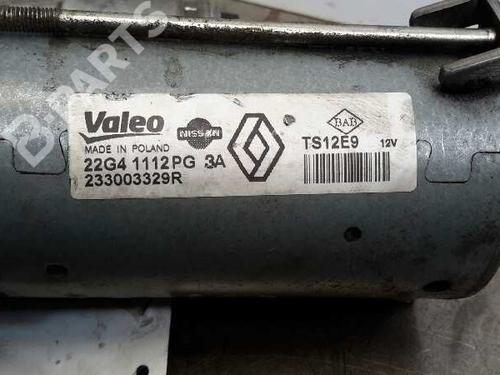 B-PARTS
Valeo
NISSAN
MADE IN POLAND
22G4 1112PG 3A
233003329R
BAB
TS12E9 12V